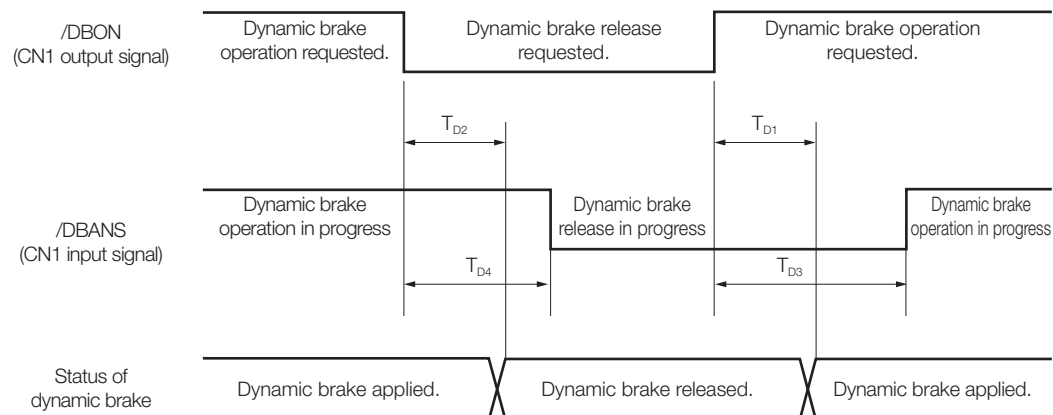 /DBON
(CN1 output signal)
Dynamic brake
operation requested.
Dynamic brake release
requested.
Dynamic brake operation
requested.
TD2
TD1
/DBANS
(CN1 input signal)
Dynamic brake
operation in progress
Dynamic brake
release in progress
Dynamic brake
operation in progress
TD4
TD3
Status of
dynamic brake
Dynamic brake applied.
Dynamic brake released.
Dynamic brake applied.